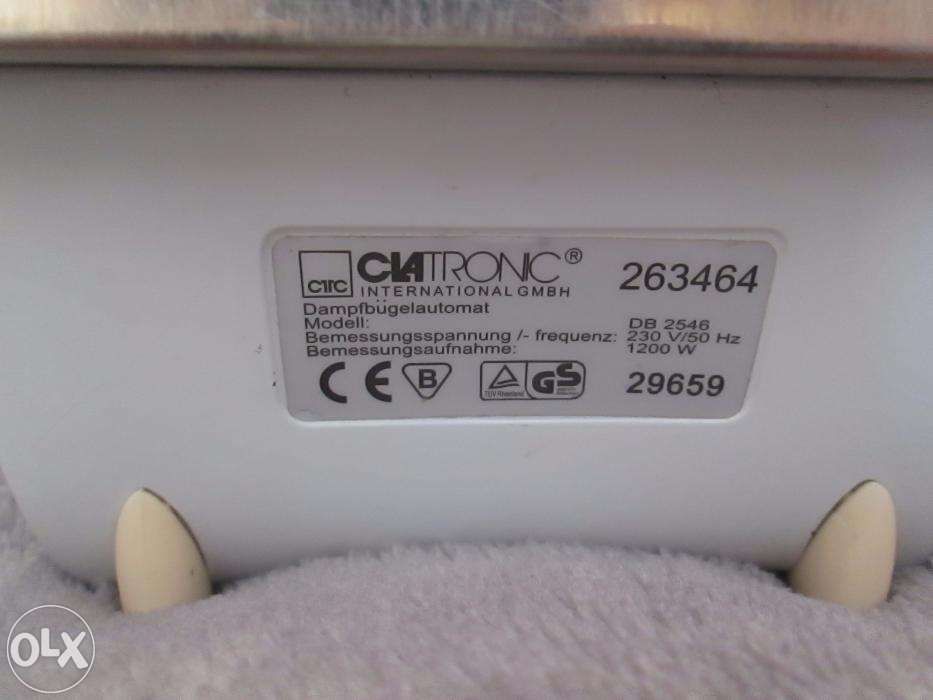 CTC CLATRONIC® 263464
INTERNATIONAL GMBH
Dampfbügelautomat
Modell: DB 2546
Bemessungsspannung /- frequenz: 230 V/50 Hz
Bemessungsaufnahme: 1200 W
CE B TÜV Rheinland GS 29659
OLX